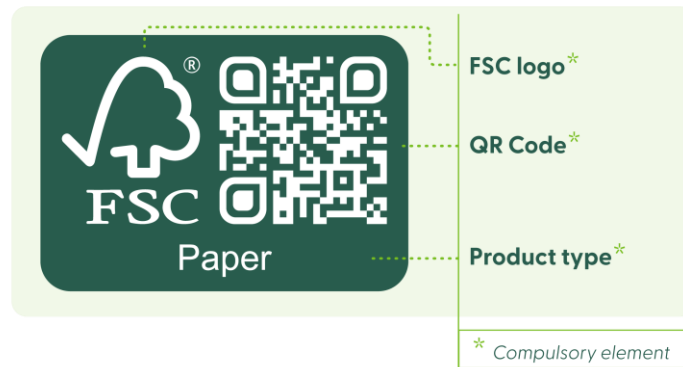 ®
FSC
Paper
FSC logo*
QR Code*
Product type*
* Compulsory element